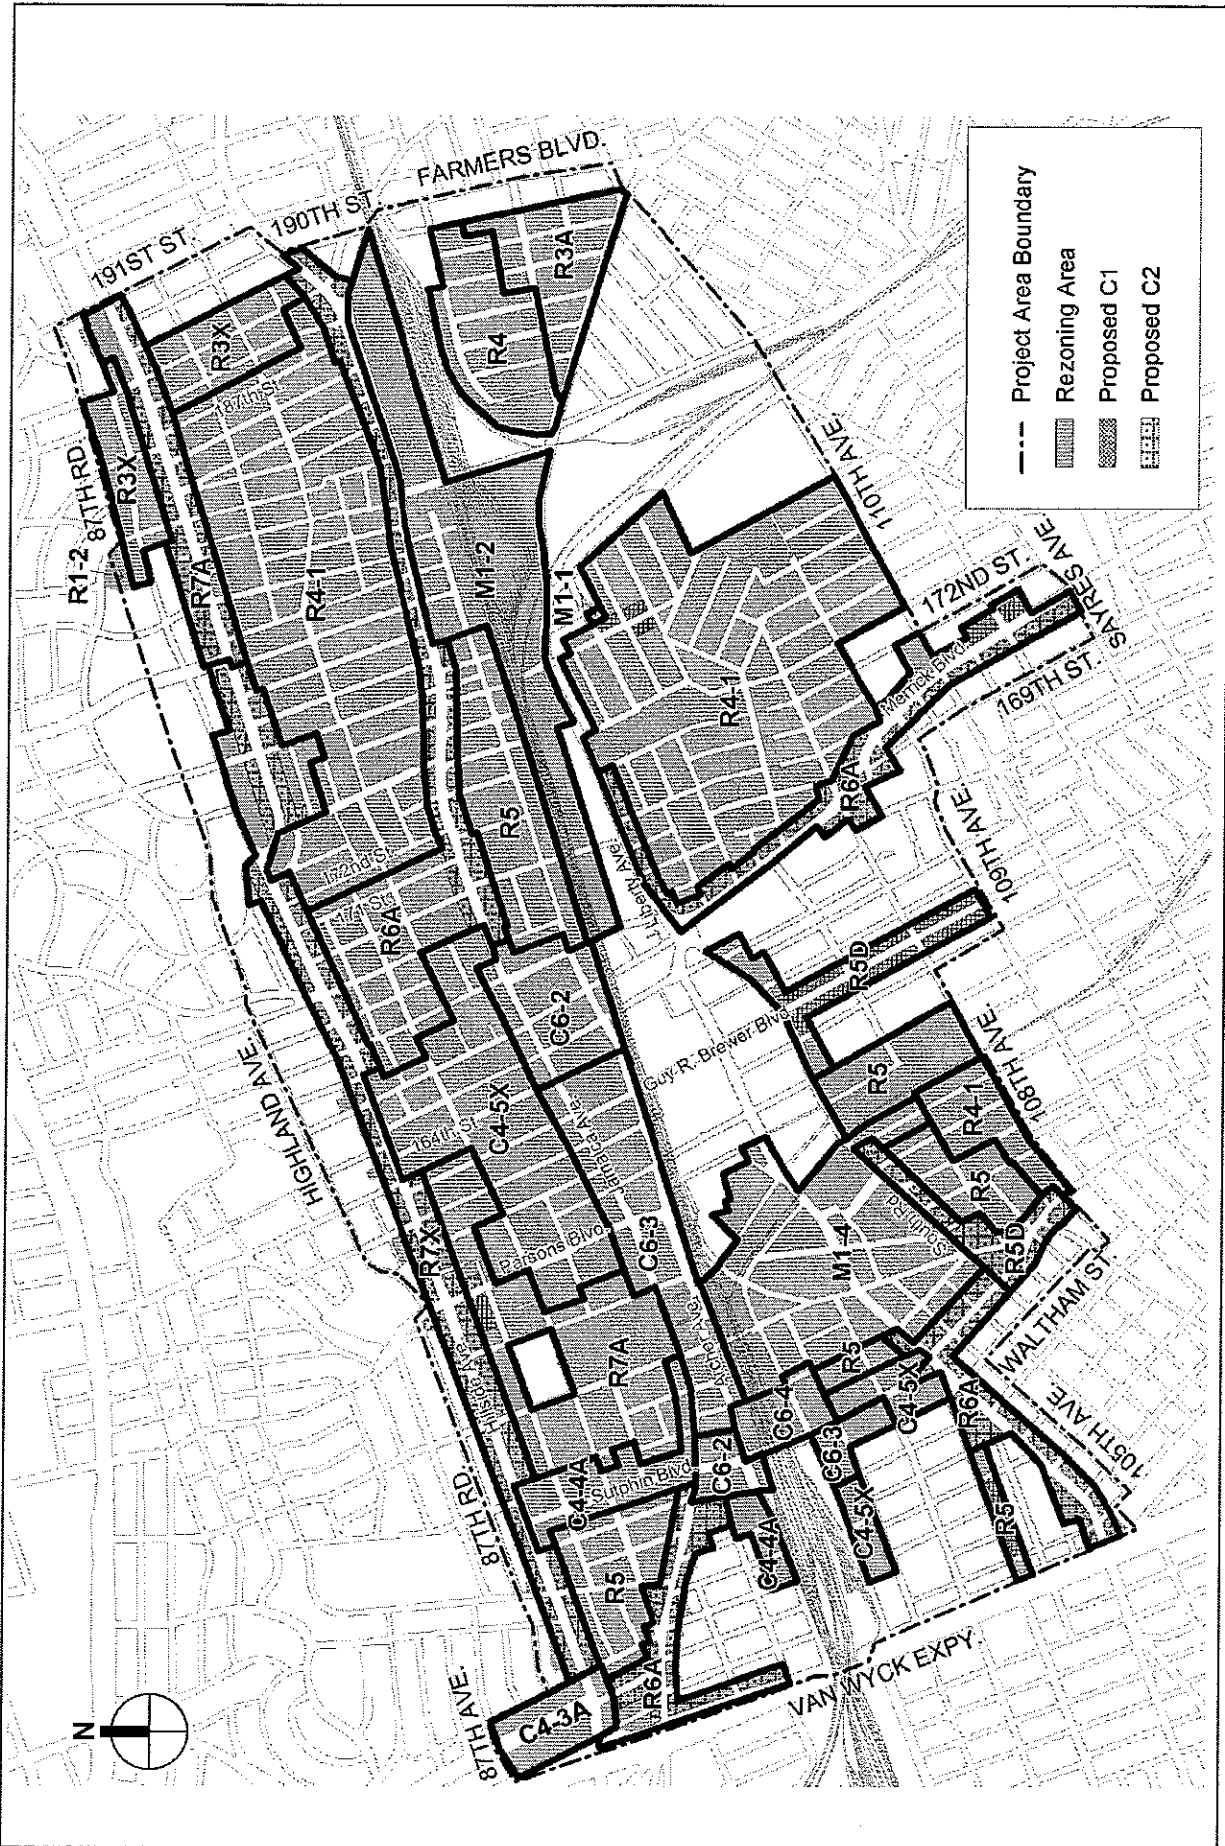 N
87TH AVE.
87TH RD.
HIGHLAND AVE.
R1-2
87TH RD.
191ST ST.
190TH ST
FARMERS BLVD.
R3X
R3X
187th St
R7A
R4-1
R4
R3A
M1-2
M1-1
172nd St
171 St
R6A
R5
R7X
Hillside Ave
164th St
C4-5X
C6-2
Jamaica Ave
Parsons Blvd
C6-3
R4-1
Liberty Ave.
110TH AVE.
172ND ST.
Merrick Blvd
SAYRES AVE
169TH ST.
R6A
109TH AVE.
R5D
Guy R. Brewer Blvd
R5
R4-1
108TH AVE.
R5
R5D
South Rd
M1-4
R7A
Archer Ave
C4-4A
Sutphin Blvd
C6-2
C6-4
R5
C4-5X
C6-3
R5
C4-4A
C4-5X
R6A
WALTHAM ST
105TH AVE.
R5
C4-3A
R6A
VAN WYCK EXPY.
Project Area Boundary
Rezoning Area
Proposed C1
Proposed C2